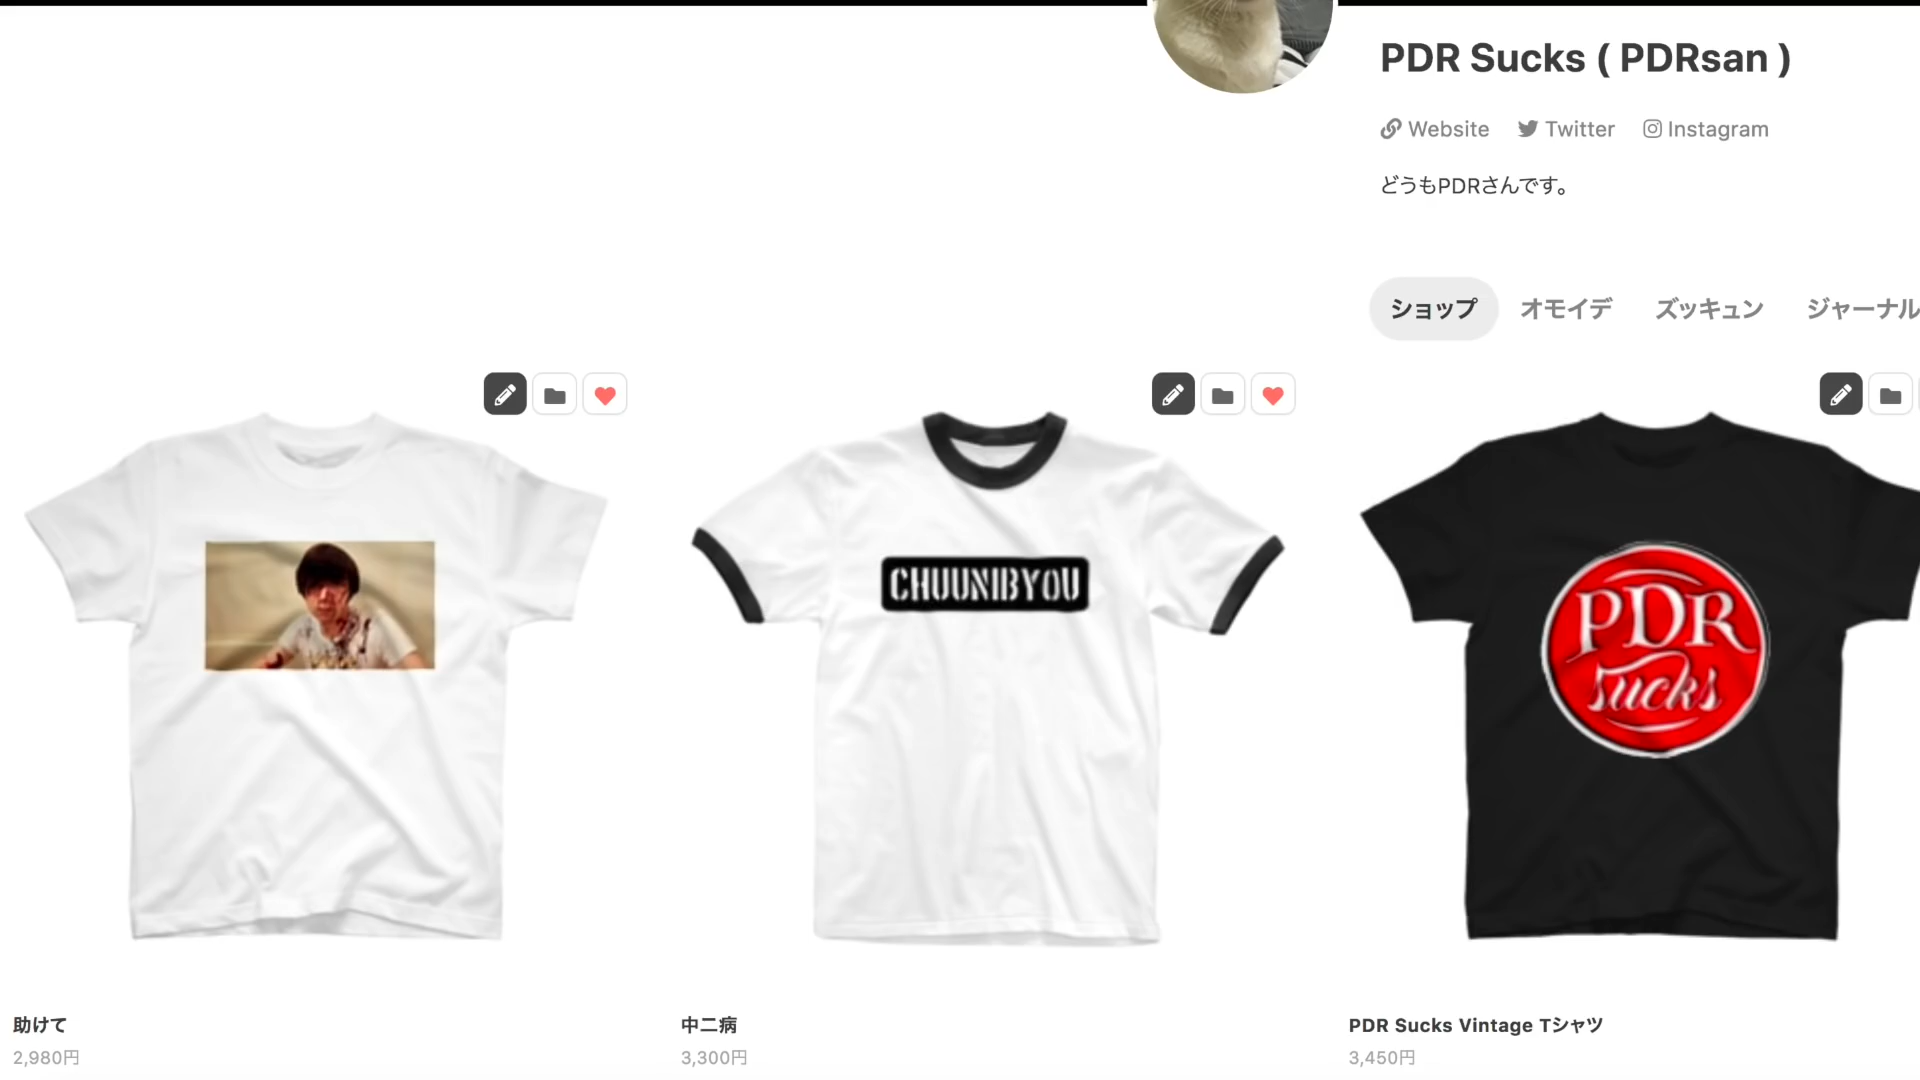 PDR Sucks ( PDRsan )
Website Twitter Instagram
どうもPDRさんです。
ショップ オモイデ ズッキュン ジャーナル
CHUUNIBYOU
PDR
Sucks
助けて
2,980円
中二病
3,300円
PDR Sucks Vintage Tシャツ
3,450円